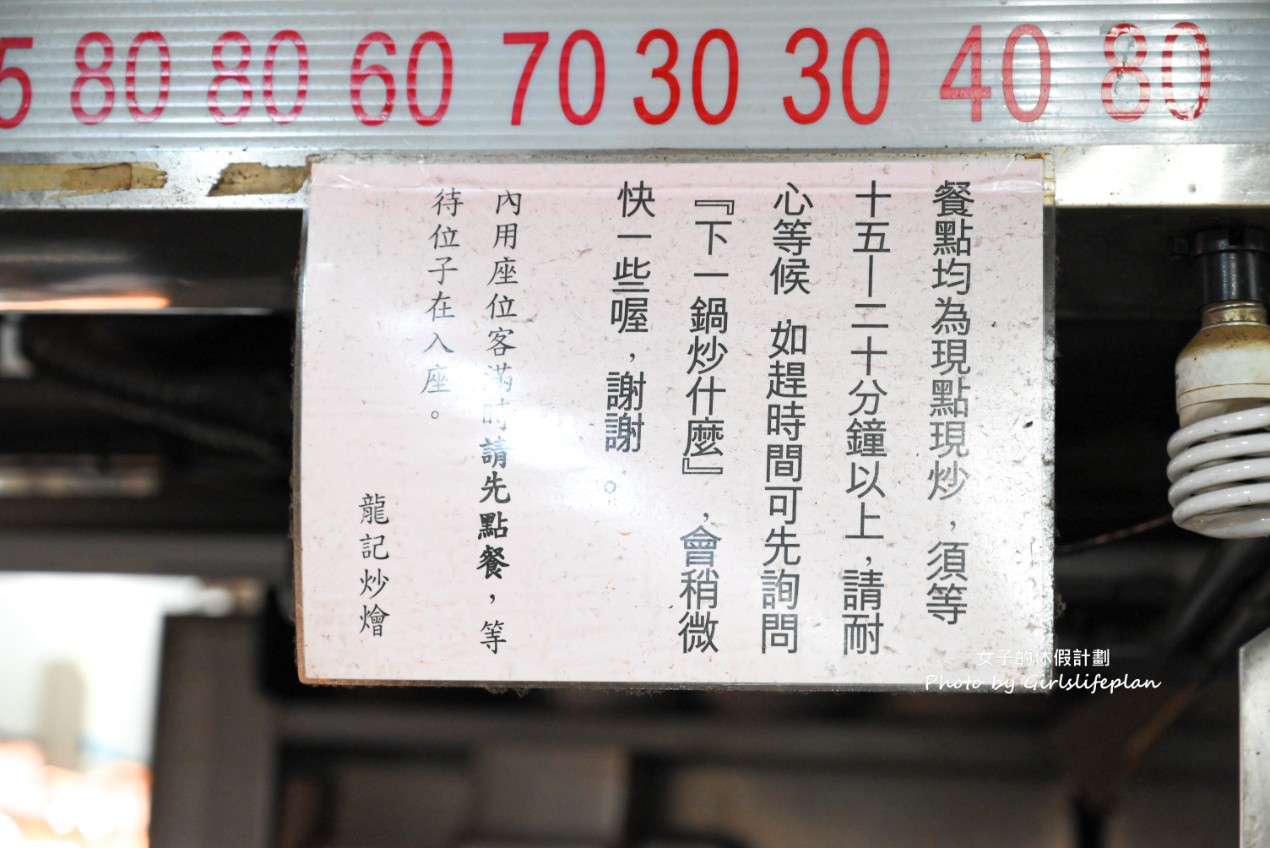 5 80 80 60 70 30 30 40 80
餐點均為現點現炒，須等
十五—二十分鐘以上，請耐
心等候 如趕時間可先詢問
『下一鍋炒什麼』，會稍微
快一些喔，謝謝。
內用座位客滿時請先點餐，等
待位子在入座。
龍記炒燴
女子的休假計劃
Photo by Girlslifeplan